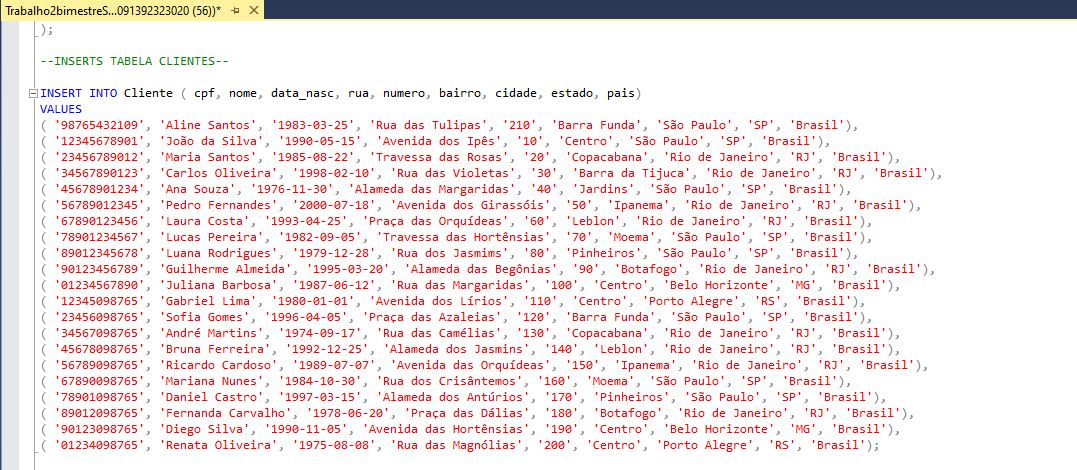 Trabalho2bimestreS...091392323020 (56))*
);
--INSERTS TABELA CLIENTES--
INSERT INTO Cliente ( cpf, nome, data_nasc, rua, numero, bairro, cidade, estado, pais)
VALUES
( '98765432109', 'Aline Santos', '1983-03-25', 'Rua das Tulipas', '210', 'Barra Funda', 'São Paulo', 'SP', 'Brasil'),
( '12345678901', 'João da Silva', '1990-05-15', 'Avenida dos Ipês', '10', 'Centro', 'São Paulo', 'SP', 'Brasil'),
( '23456789012', 'Maria Santos', '1985-08-22', 'Travessa das Rosas', '20', 'Copacabana', 'Rio de Janeiro', 'RJ', 'Brasil'),
( '34567890123', 'Carlos Oliveira', '1998-02-10', 'Rua das Violetas', '30', 'Barra da Tijuca', 'Rio de Janeiro', 'RJ', 'Brasil'),
( '45678901234', 'Ana Souza', '1976-11-30', 'Alameda das Margaridas', '40', 'Jardins', 'São Paulo', 'SP', 'Brasil'),
( '56789012345', 'Pedro Fernandes', '2000-07-18', 'Avenida dos Girassóis', '50', 'Ipanema', 'Rio de Janeiro', 'RJ', 'Brasil'),
( '67890123456', 'Laura Costa', '1993-04-25', 'Praça das Orquídeas', '60', 'Leblon', 'Rio de Janeiro', 'RJ', 'Brasil'),
( '78901234567', 'Lucas Pereira', '1982-09-05', 'Travessa das Hortênsias', '70', 'Moema', 'São Paulo', 'SP', 'Brasil'),
( '89012345678', 'Luana Rodrigues', '1979-12-28', 'Rua dos Jasmims', '80', 'Pinheiros', 'São Paulo', 'SP', 'Brasil'),
( '90123456789', 'Guilherme Almeida', '1995-03-20', 'Alameda das Begônias', '90', 'Botafogo', 'Rio de Janeiro', 'RJ', 'Brasil'),
( '01234567890', 'Juliana Barbosa', '1987-06-12', 'Rua das Margaridas', '100', 'Centro', 'Belo Horizonte', 'MG', 'Brasil'),
( '12345098765', 'Gabriel Lima', '1980-01-01', 'Avenida dos Lírios', '110', 'Centro', 'Porto Alegre', 'RS', 'Brasil'),
( '23456098765', 'Sofia Gomes', '1996-04-05', 'Praça das Azaleias', '120', 'Barra Funda', 'São Paulo', 'SP', 'Brasil'),
( '34567098765', 'André Martins', '1974-09-17', 'Rua das Camélias', '130', 'Copacabana', 'Rio de Janeiro', 'RJ', 'Brasil'),
( '45678098765', 'Bruna Ferreira', '1992-12-25', 'Alameda dos Jasmins', '140', 'Leblon', 'Rio de Janeiro', 'RJ', 'Brasil'),
( '56789098765', 'Ricardo Cardoso', '1989-07-07', 'Avenida das Orquídeas', '150', 'Ipanema', 'Rio de Janeiro', 'RJ', 'Brasil'),
( '67890098765', 'Mariana Nunes', '1984-10-30', 'Rua dos Crisântemos', '160', 'Moema', 'São Paulo', 'SP', 'Brasil'),
( '78901098765', 'Daniel Castro', '1997-03-15', 'Alameda dos Antúrios', '170', 'Pinheiros', 'São Paulo', 'SP', 'Brasil'),
( '89012098765', 'Fernanda Carvalho', '1978-06-20', 'Praça das Dálias', '180', 'Botafogo', 'Rio de Janeiro', 'RJ', 'Brasil'),
( '90123098765', 'Diego Silva', '1990-11-05', 'Avenida das Hortênsias', '190', 'Centro', 'Belo Horizonte', 'MG', 'Brasil'),
( '01234098765', 'Renata Oliveira', '1975-08-08', 'Rua das Magnólias', '200', 'Centro', 'Porto Alegre', 'RS', 'Brasil');